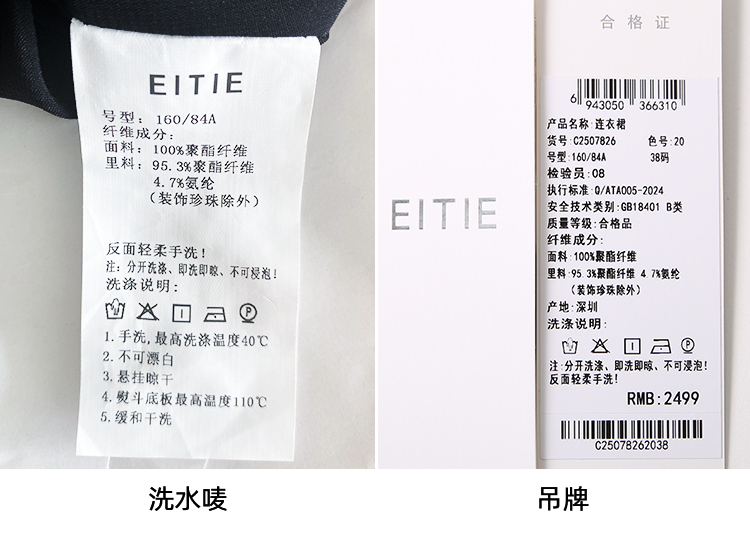 EITIE
号型: 160/84A
纤维成分:
面料: 100%聚酯纤维
里料: 95.3%聚酯纤维
4.7%氨纶
(装饰珍珠除外)
反面轻柔手洗!
注: 分开洗涤、即洗即晾、不可浸泡!
洗涤说明:
1.手洗,最高洗涤温度40℃
2.不可漂白
3.悬挂晾干
4.熨斗底板最高温度110℃
5.缓和干洗
洗水唛
EITIE
合格证
6 943050 366310
产品名称:连衣裙
货号:C2507826 色号:20
号型:160/84A 38码
检验员:08
执行标准:Q/ATA005-2024
安全技术类别:GB18401 B类
质量等级:合格品
纤维成分:
面料:100%聚酯纤维
里料:95.3%聚酯纤维 4.7%氨纶
(装饰珍珠除外)
产地:深圳
洗涤说明:
注:分开洗涤、即洗即晾、不可浸泡!
反面轻柔手洗!
RMB:2499
C25078262038
吊牌